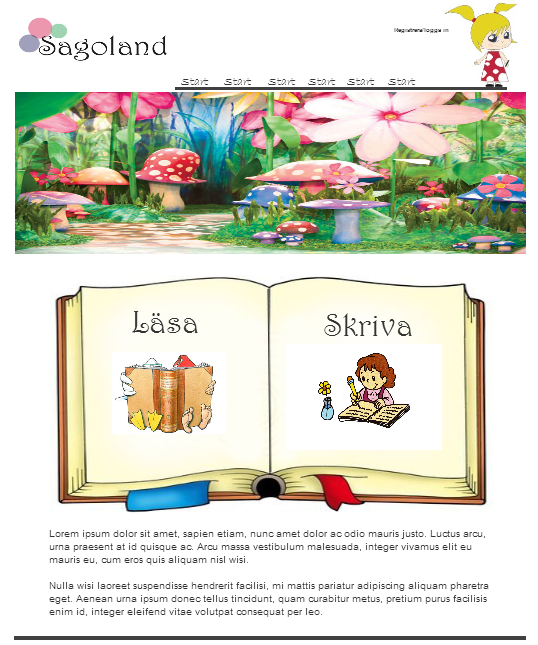 Registrera/logga in
Sagoland
Start Start Start Start Start Start
Läsa
Skriva
Lorem ipsum dolor sit amet, sapien etiam, nunc amet dolor ac odio mauris justo. Luctus arcu,
urna praesent at id quisque ac. Arcu massa vestibulum malesuada, integer vivamus elit eu
mauris eu, cum eros quis aliquam nisl wisi.
Nulla wisi laoreet suspendisse hendrerit facilisi, mi mattis pariatur adipiscing aliquam pharetra
eget. Aenean urna ipsum donec tellus tincidunt, quam curabitur metus, pretium purus facilisis
enim id, integer eleifend vitae volutpat consequat per leo.